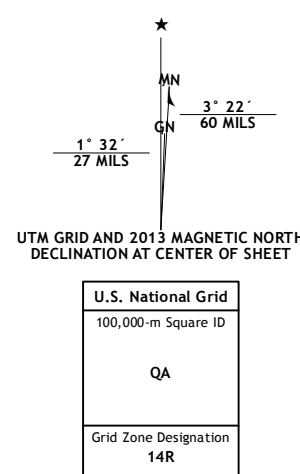 ★
MN
GN
3° 22´
60 MILS
1° 32´
27 MILS
UTM GRID AND 2013 MAGNETIC NORTH
DECLINATION AT CENTER OF SHEET
U.S. National Grid
100,000-m Square ID
QA
Grid Zone Designation
14R